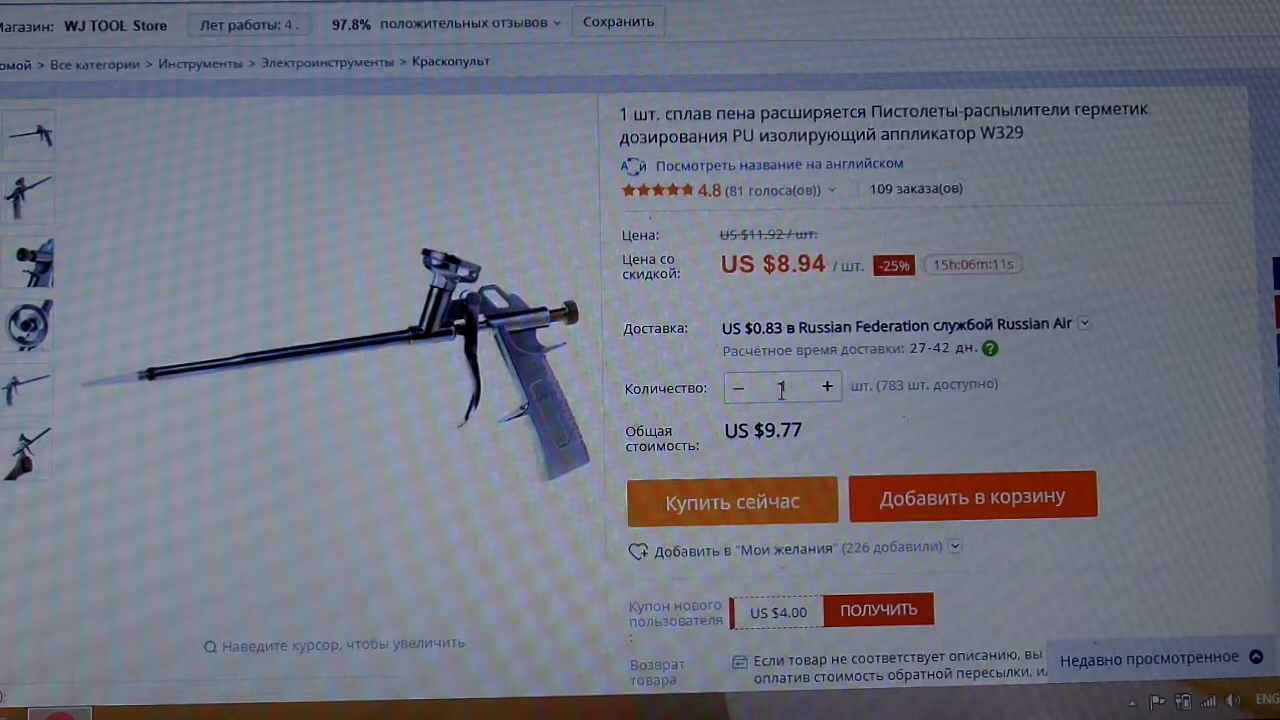 Магазин: WJ TOOL Store Лет работы: 4 . 97.8% положительных отзывов Сохранить
омой > Все категории > Инструменты > Электроинструменты > Краскопульт
1 шт. сплав пена расширяется Пистолеты-распылители герметик
дозирования PU изолирующий аппликатор W329
Посмотреть название на английском
4.8 (81 голоса(ов)) 109 заказа(ов)
Цена: US $11.92 / шт.
Цена со
скидкой: US $8.94 / шт. -25% 15h:06m:11s
Доставка: US $0.83 в Russian Federation службой Russian Air
Расчётное время доставки: 27-42 дн. ?
Количество: − 1 + шт. (783 шт. доступно)
Общая
стоимость: US $9.77
Купить сейчас Добавить в корзину
Добавить в "Мои желания" (226 добавили)
Купон нового
пользователя
: US $4.00 ПОЛУЧИТЬ
Наведите курсор, чтобы увеличить
Возврат
товара
Если товар не соответствует описанию, вы
оплатив стоимость обратной пересылки, и
Недавно просмотренное
):
ENG